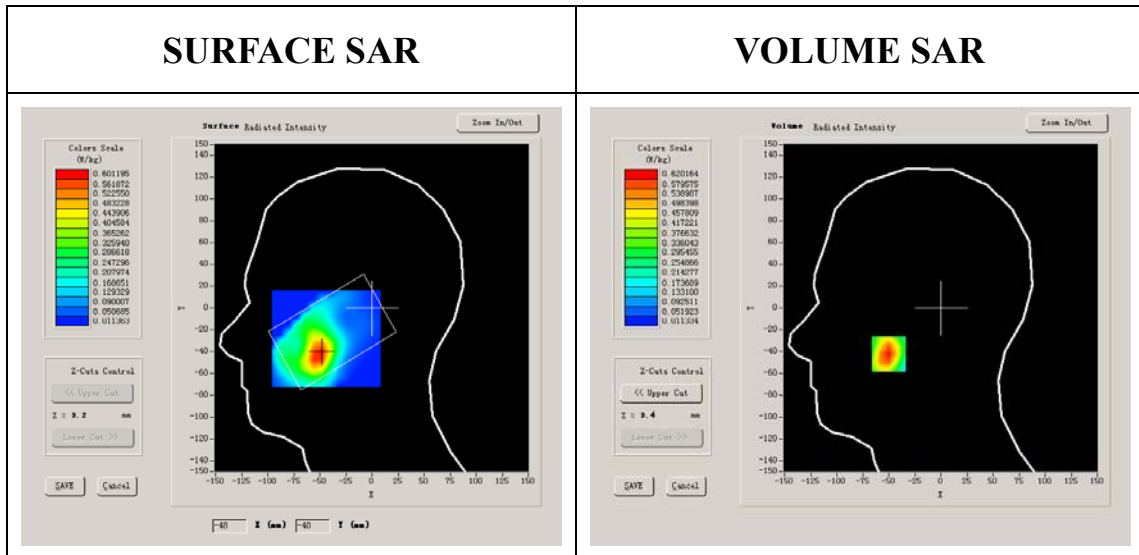 SURFACE SAR
VOLUME SAR
Surface Radiated Intensity
Zoom In/Out
Colors Scale
(W/kg)
0.601195
0.561872
0.522550
0.483228
0.443906
0.404584
0.365262
0.325940
0.286618
0.247296
0.207974
0.168651
0.129329
0.090007
0.050685
0.011363
150
140
120
100
80
60
40
20
0
-20
-40
-60
-80
-100
-120
-140
-150
Y
-150 -125 -100 -75 -50 -25 0 25 50 75 100 125 150
X
Z-Cuts Control
<< Upper Cut
mm
Lower Cut >>
SAVE
Cancel
-48 X (mm) -40 Y (mm)
Volume Radiated Intensity
Zoom In/Out
Colors Scale
(W/kg)
0.620164
0.579575
0.538987
0.498398
0.457809
0.417221
0.376632
0.336043
0.295455
0.254866
0.214277
0.173689
0.133100
0.092511
0.051923
0.011334
150
140
120
100
80
60
40
20
0
-20
-40
-60
-80
-100
-120
-140
-150
Y
-150 -125 -100 -75 -50 -25 0 25 50 75 100 125 150
X
Z-Cuts Control
<< Upper Cut
mm
Lower Cut >>
SAVE
Cancel